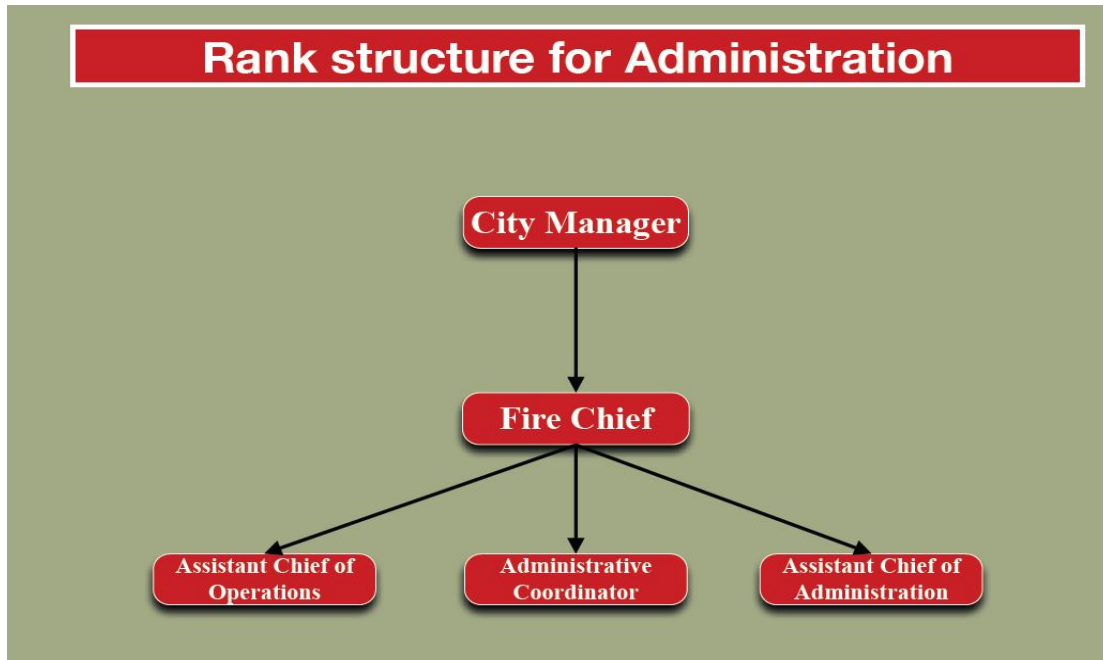 Rank structure for Administration
City Manager
Fire Chief
Assistant Chief of
Operations
Administrative
Coordinator
Assistant Chief of
Administration